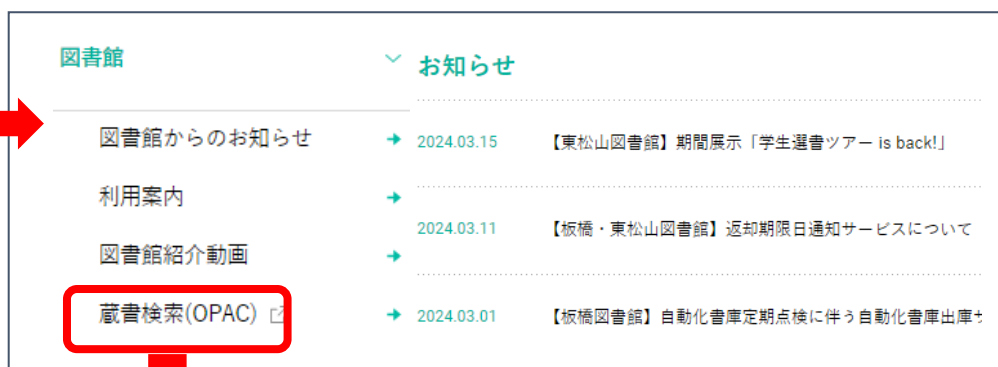 図書館
図書館からのお知らせ
利用案内
図書館紹介動画
蔵書検索(OPAC)
お知らせ
2024.03.15 【東松山図書館】期間展示「学生選書ツアー is back!」
2024.03.11 【板橋・東松山図書館】返却期限日通知サービスについて
2024.03.01 【板橋図書館】自動化書庫定期点検に伴う自動化書庫出庫